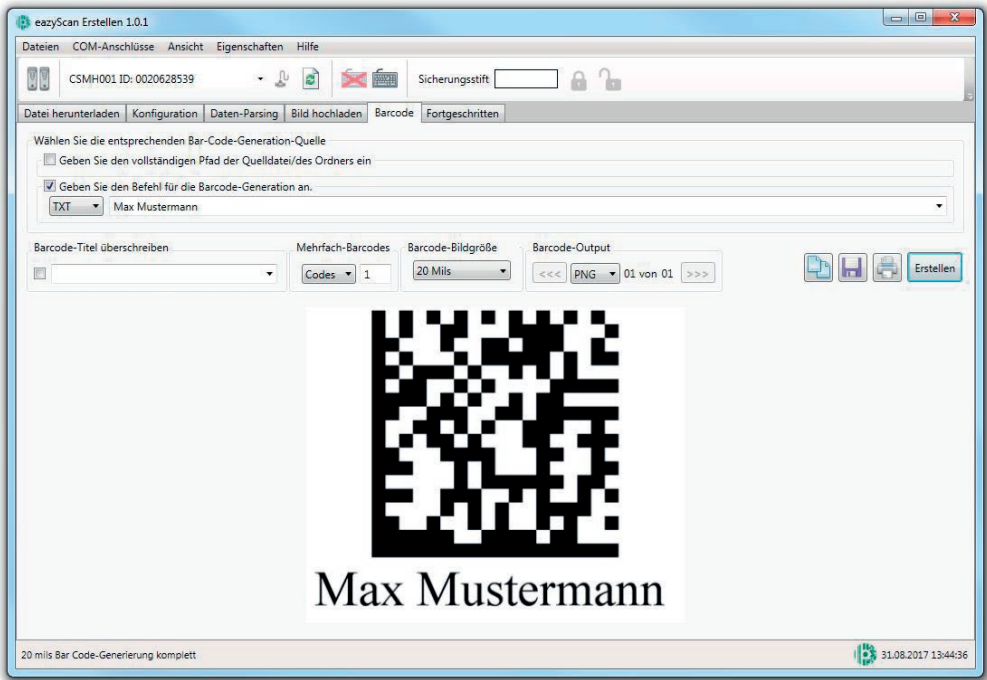 eazyScan Erstellen 1.0.1
Dateien COM-Anschlüsse Ansicht Eigenschaften Hilfe
CSMH001 ID: 0020628539 Sicherungsstift
Datei herunterladen Konfiguration Daten-Parsing Bild hochladen Barcode Fortgeschritten
Wählen Sie die entsprechenden Bar-Code-Generation-Quelle
Geben Sie den vollständigen Pfad der Quelldatei/des Ordners ein
Geben Sie den Befehl für die Barcode-Generation an.
TXT Max Mustermann
Barcode-Titel überschreiben Mehrfach-Barcodes Barcode-Bildgröße Barcode-Output
Codes 1 20 Mils <<< PNG 01 von 01 >>> Erstellen
Max Mustermann
20 mils Bar Code-Generierung komplett 31.08.2017 13:44:36